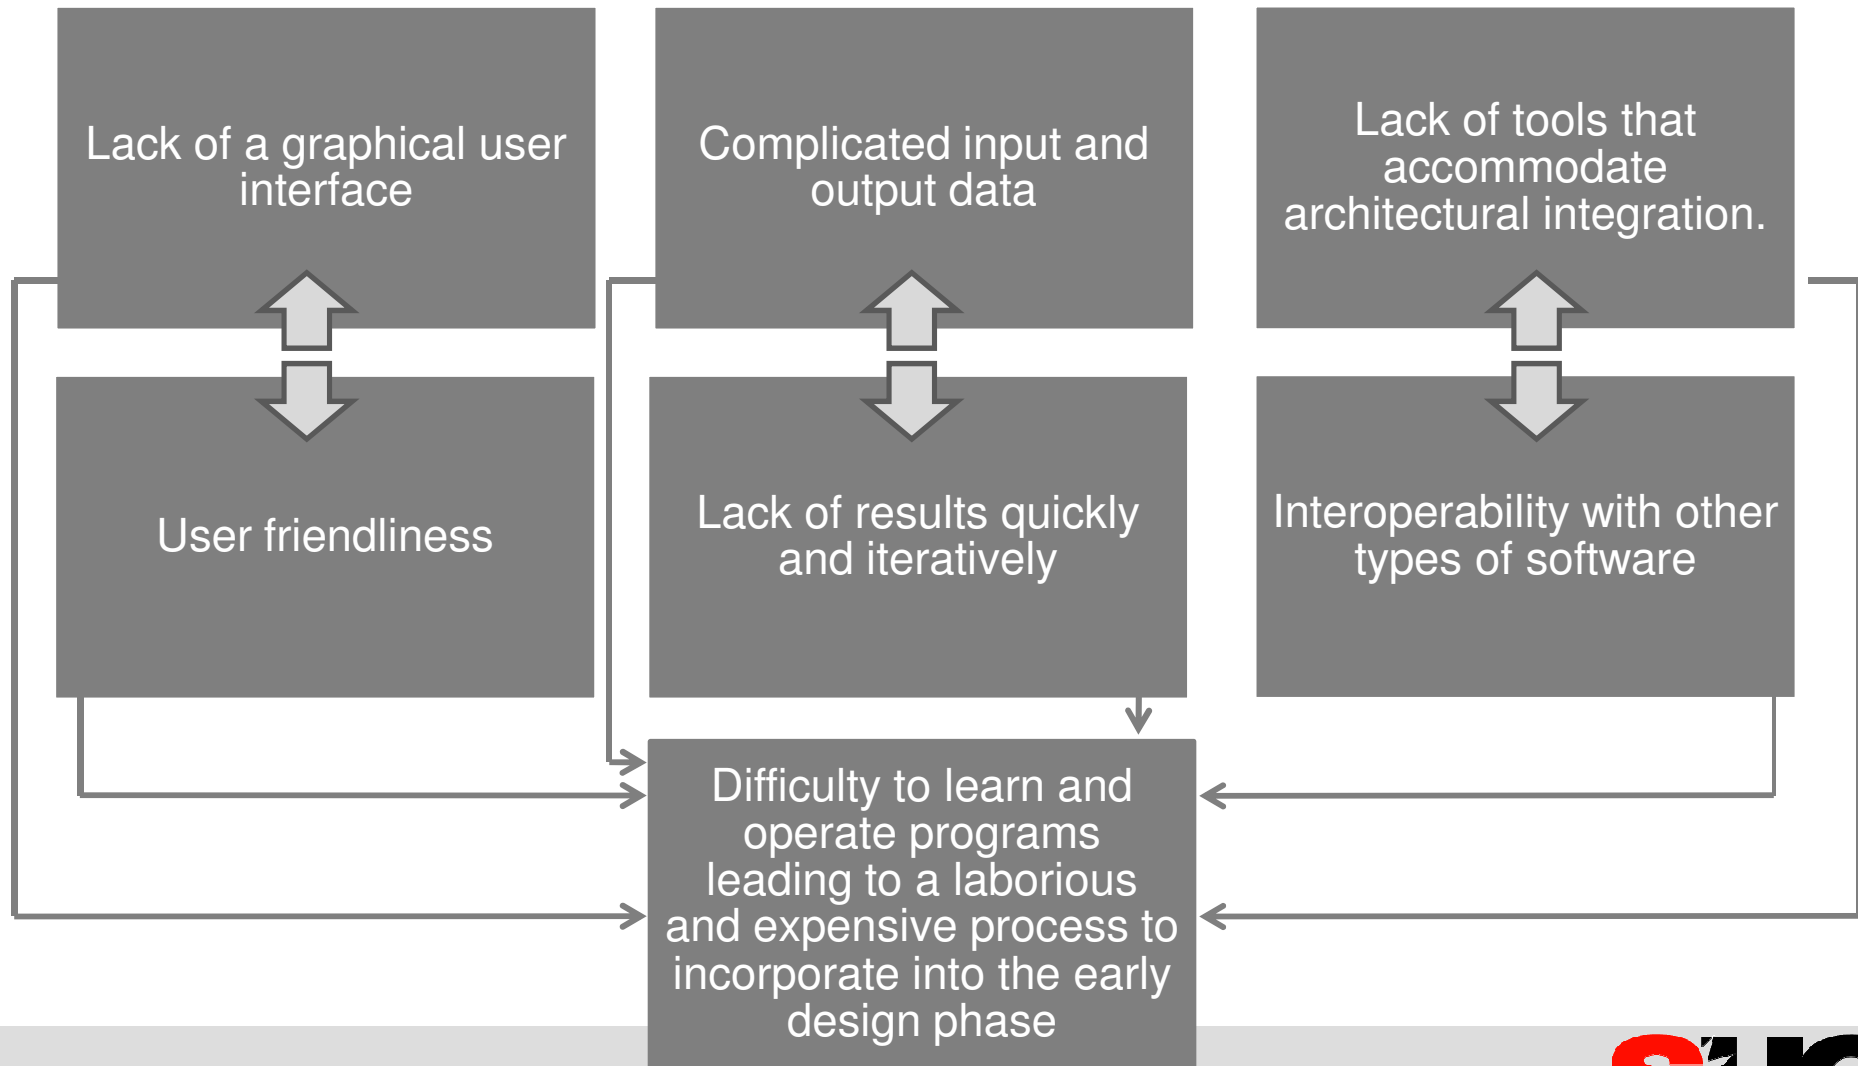 Lack of a graphical user
interface
Complicated input and
output data
Lack of tools that
accommodate
architectural integration.
User friendliness
Lack of results quickly
and iteratively
Interoperability with other
types of software
Difficulty to learn and
operate programs
leading to a laborious
and expensive process to
incorporate into the early
design phase